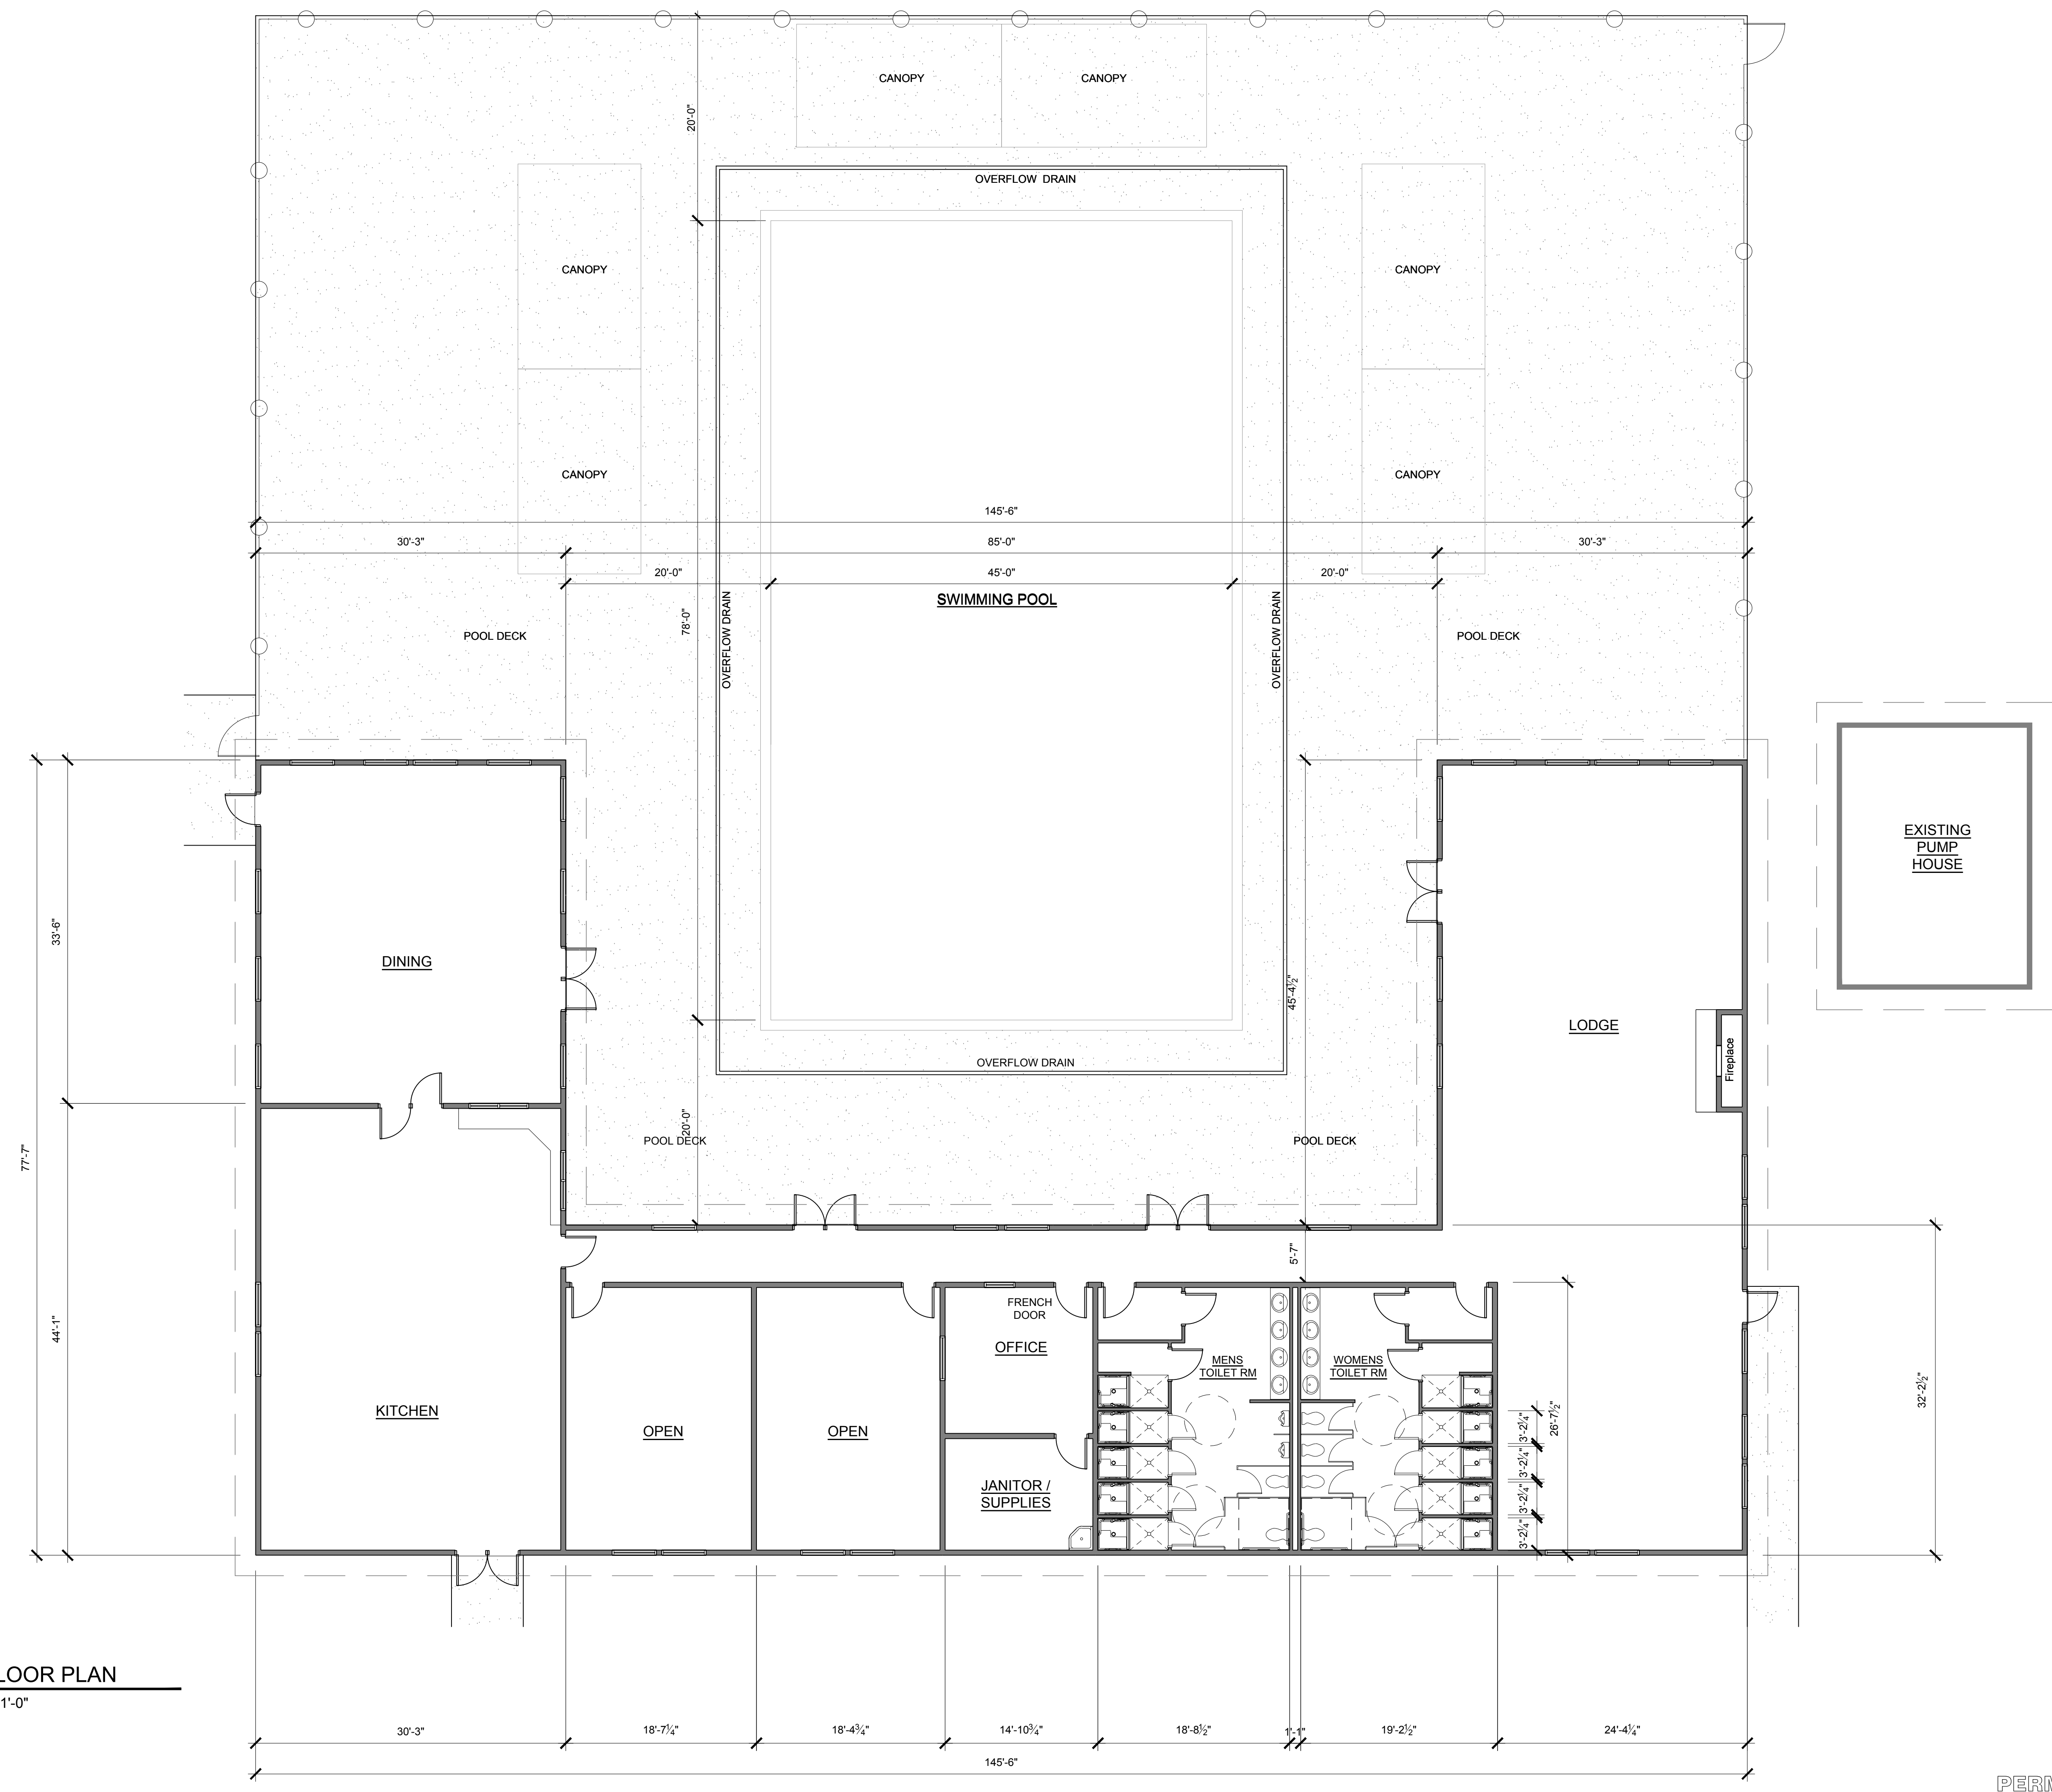 CANOPY
CANOPY
20'-0"
OVERFLOW DRAIN
CANOPY
CANOPY
CANOPY
CANOPY
145'-6"
30'-3"
85'-0"
30'-3"
20'-0"
45'-0"
20'-0"
SWIMMING POOL
78'-0"
OVERFLOW DRAIN
OVERFLOW DRAIN
POOL DECK
POOL DECK
EXISTING
PUMP
HOUSE
33'-6"
DINING
45'-4½"
LODGE
Fireplace
OVERFLOW DRAIN
20'-0"
POOL DECK
POOL DECK
77'-7"
5'-7"
44'-1"
FRENCH
DOOR
OFFICE
MENS
TOILET RM
WOMENS
TOILET RM
32'-2½"
KITCHEN
OPEN
OPEN
26'-7½"
3'-2¼"
3'-2¼"
3'-2¼"
3'-2¼"
JANITOR /
SUPPLIES
LOOR PLAN
1'-0"
30'-3"
18'-7¼"
18'-4¾"
14'-10¾"
18'-8½"
1'-1"
19'-2½"
24'-4¼"
145'-6"
PERM